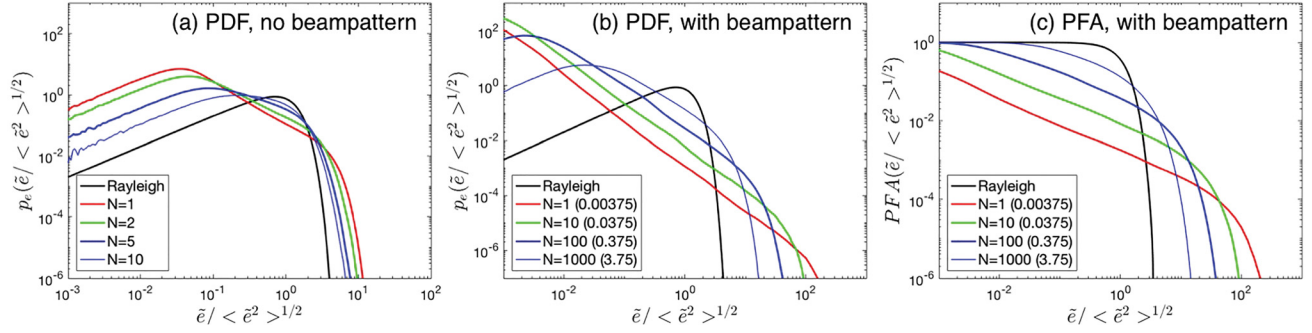 (a) PDF, no beampattern
10^2
10^0
10^-2
10^-4
10^-6
p_e(ẽ/ < ẽ^2 >^1/2)
Rayleigh
N=1
N=2
N=5
N=10
10^-3 10^-2 10^-1 10^0 10^1 10^2
ẽ/ < ẽ^2 >^1/2
(b) PDF, with beampattern
10^2
10^0
10^-2
10^-4
10^-6
p_e(ẽ/ < ẽ^2 >^1/2)
Rayleigh
N=1 (0.00375)
N=10 (0.0375)
N=100 (0.375)
N=1000 (3.75)
10^-2 10^0 10^2
ẽ/ < ẽ^2 >^1/2
(c) PFA, with beampattern
10^0
10^-2
10^-4
10^-6
PFA(ẽ/ < ẽ^2 >^1/2)
Rayleigh
N=1 (0.00375)
N=10 (0.0375)
N=100 (0.375)
N=1000 (3.75)
10^-2 10^0 10^2
ẽ/ < ẽ^2 >^1/2